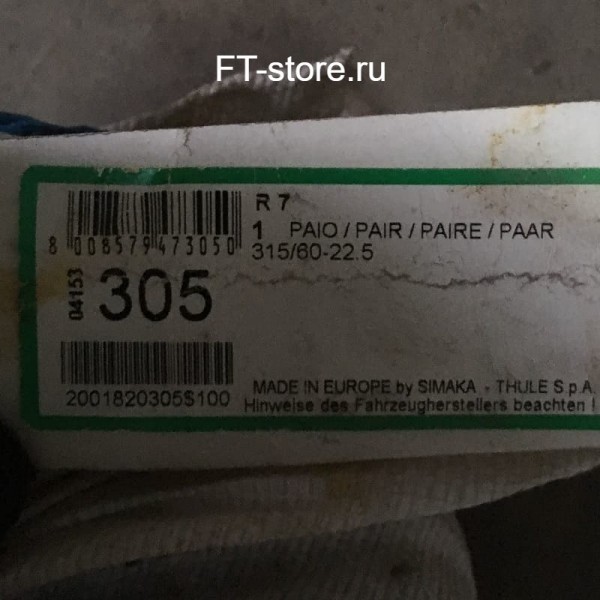 FT-store.ru
R 7
1 PAIO / PAIR / PAIRE / PAAR
315/60-22.5
8 008579 473050
04153
305
2001820305$100
MADE IN EUROPE by SIMAKA - THULE S.p.A.
Hinweise des Fahrzeugherstellers beachten !